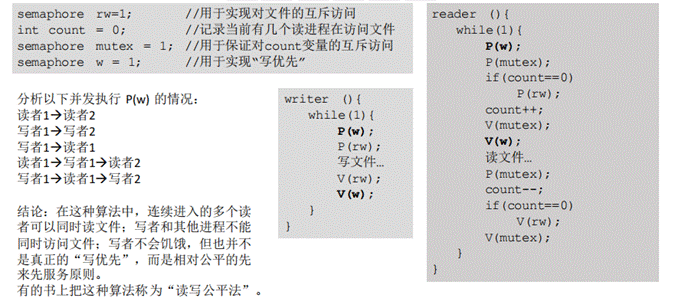 semaphore rw=1; //用于实现对文件的互斥访问
int count = 0; //记录当前有几个读进程在访问文件
semaphore mutex = 1; //用于保证对count变量的互斥访问
semaphore w = 1; //用于实现“写优先”
分析以下并发执行 P(w) 的情况：
读者1→读者2
写者1→写者2
写者1→读者1
读者1→写者1→读者2
写者1→读者1→写者2
结论：在这种算法中，连续进入的多个读
者可以同时读文件；写者和其他进程不能
同时访问文件；写者不会饥饿，但也并不
是真正的“写优先”，而是相对公平的先
来先服务原则。
有的书上把这种算法称为“读写公平法”。
writer (){
while(1){
P(w);
P(rw);
写文件…
V(rw);
V(w);
}
}
reader (){
while(1){
P(w);
P(mutex);
if(count==0)
P(rw);
count++;
V(mutex);
V(w);
读文件…
P(mutex);
count--;
if(count==0)
V(rw);
V(mutex);
}
}